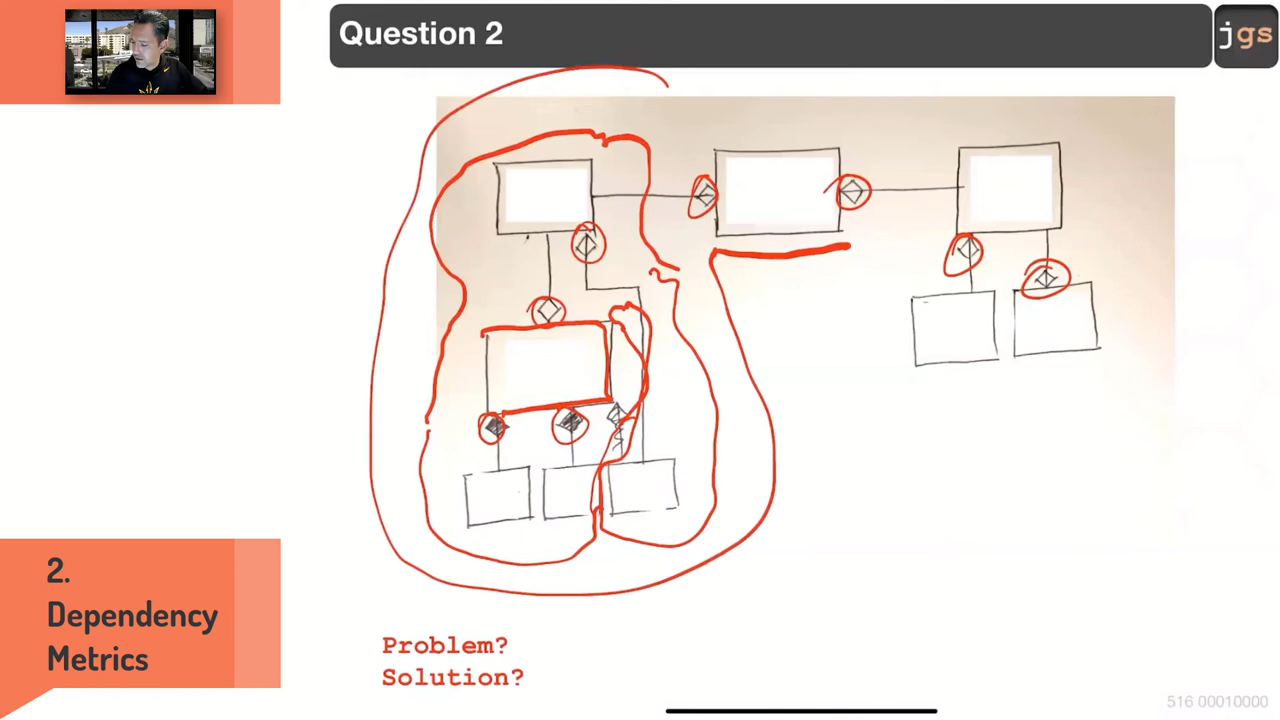 Question 2
jgs
2.
Dependency
Metrics
Problem?
Solution?
516 00010000